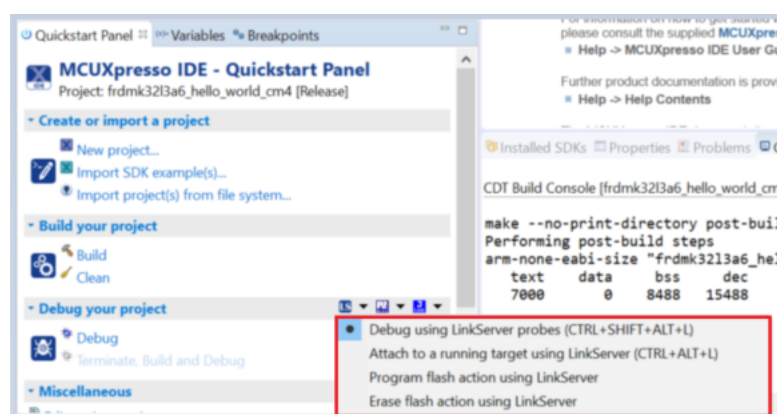 Quickstart Panel
Variables
Breakpoints
MCUXpresso IDE - Quickstart Panel
Project: frdmk32l3a6_hello_world_cm4 [Release]
Create or import a project
New project...
Import SDK example(s)...
Import project(s) from file system...
Build your project
Build
Clean
Debug your project
Debug
Terminate, Build and Debug
Miscellaneous
please consult the supplied MCUXpre
Help -> MCUXpresso IDE User Gu
Further product documentation is provi
Help -> Help Contents
Installed SDKs
Properties
Problems
CDT Build Console [frdmk32l3a6_hello_world_cm
make --no-print-directory post-buil
Performing post-build steps
arm-none-eabi-size "frdmk32l3a6_hel
text data bss dec
7000 0 8488 15488
Debug using LinkServer probes (CTRL+SHIFT+ALT+L)
Attach to a running target using LinkServer (CTRL+ALT+L)
Program flash action using LinkServer
Erase flash action using LinkServer